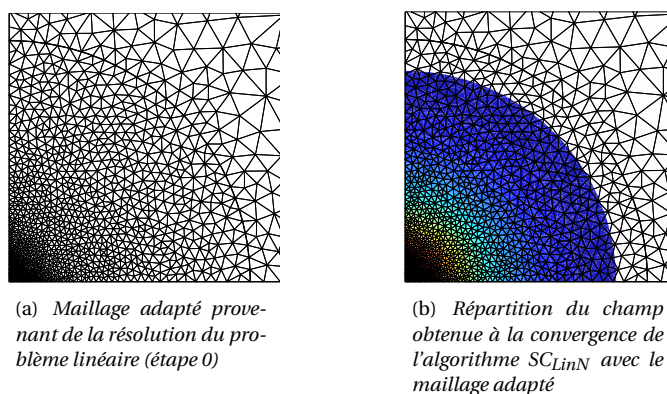 (a) Maillage adapté prove-
nant de la résolution du pro-
blème linéaire (étape 0)
(b) Répartition du champ
obtenue à la convergence de
l'algorithme SCLinN avec le
maillage adapté